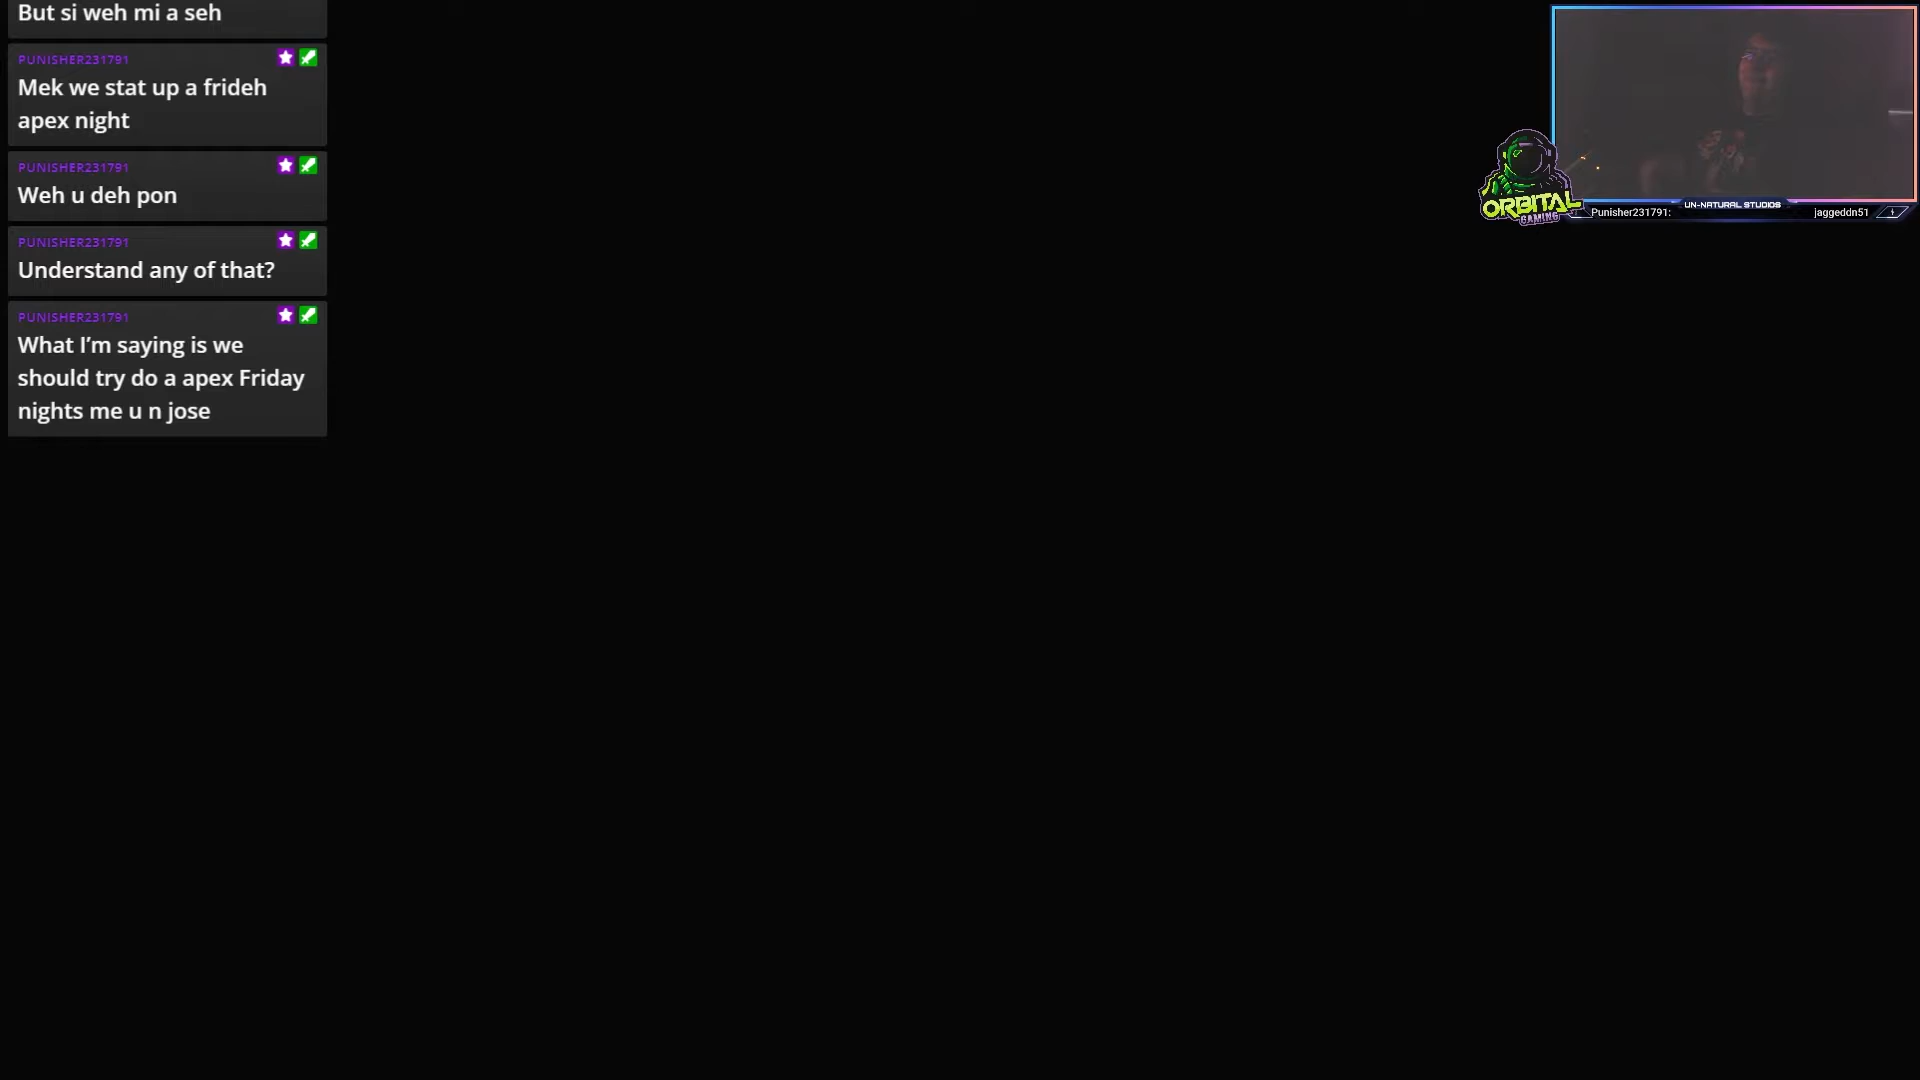 But si weh mi a seh
PUNISHER231791
Mek we stat up a frideh
apex night
PUNISHER231791
Weh u deh pon
PUNISHER231791
Understand any of that?
PUNISHER231791
What I’m saying is we
should try do a apex Friday
nights me u n jose
ORBITAL
GAMING
Punisher231791:
UN-NATURAL STUDIOS
jaggeddn51